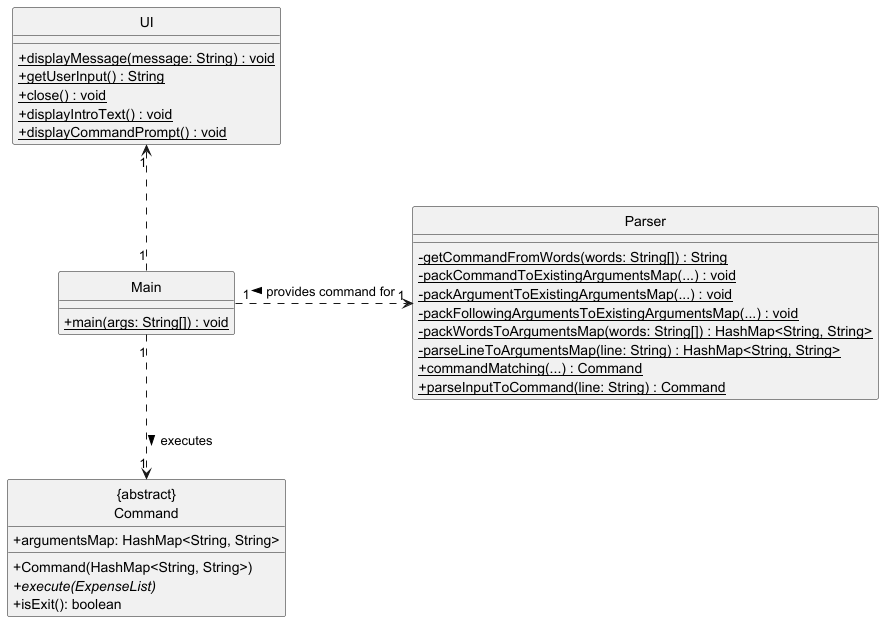 UI
+displayMessage(message: String) : void
+getUserInput() : String
+close() : void
+displayIntroText() : void
+displayCommandPrompt() : void
1
1
Main
+main(args: String[]) : void
1 provides command for 1
Parser
-getCommandFromWords(words: String[]) : String
-packCommandToExistingArgumentsMap(...) : void
-packArgumentToExistingArgumentsMap(...) : void
-packFollowingArgumentsToExistingArgumentsMap(...) : void
-packWordsToArgumentsMap(words: String[]) : HashMap<String, String>
-parseLineToArgumentsMap(line: String) : HashMap<String, String>
+commandMatching(...) : Command
+parseInputToCommand(line: String) : Command
1
executes
1
{abstract}
Command
+argumentsMap: HashMap<String, String>
+Command(HashMap<String, String>)
+execute(ExpenseList)
+isExit(): boolean